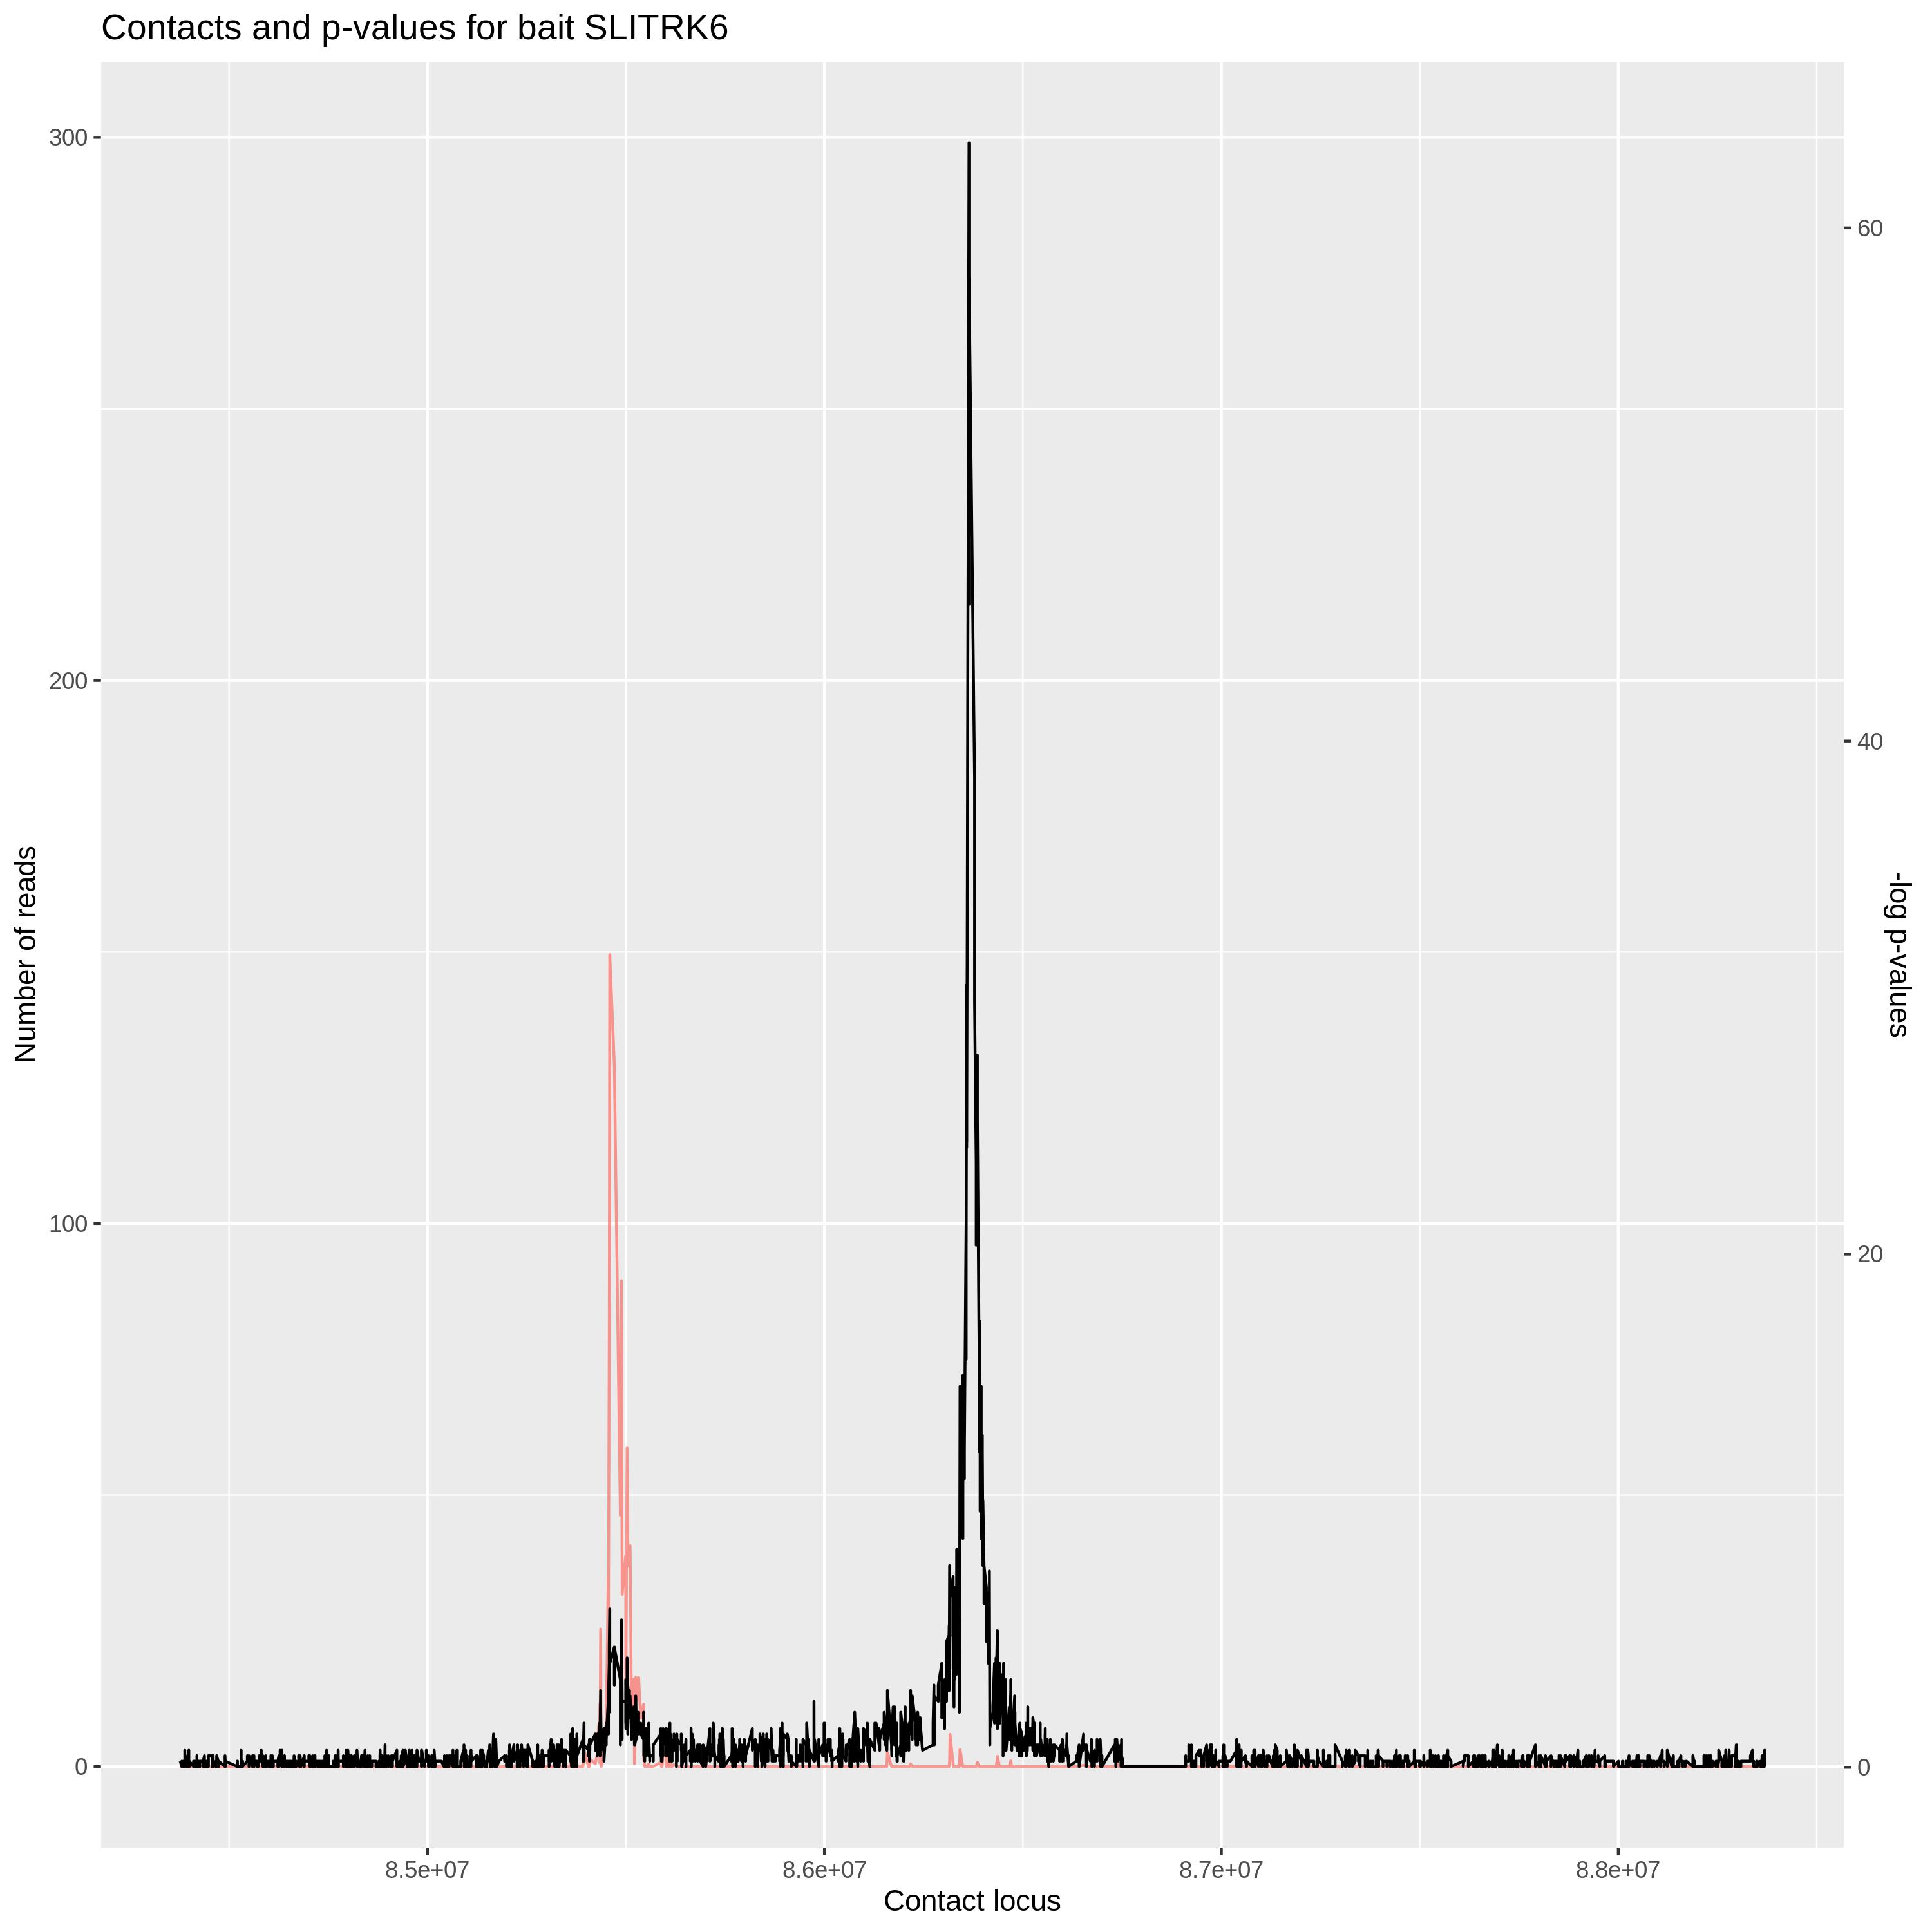 Contacts and p-values for bait SLITRK6
300
200
100
0
Number of reads
60
40
20
0
-log p-values
8.5e+07 8.6e+07 8.7e+07 8.8e+07
Contact locus